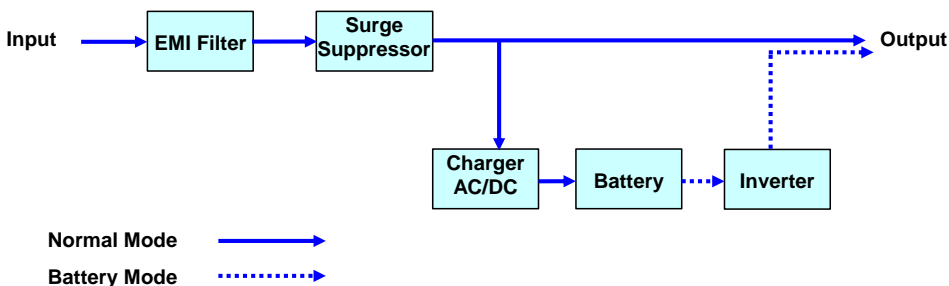 Input
EMI Filter
Surge
Suppressor
Output
Charger
AC/DC
Battery
Inverter
Normal Mode
Battery Mode